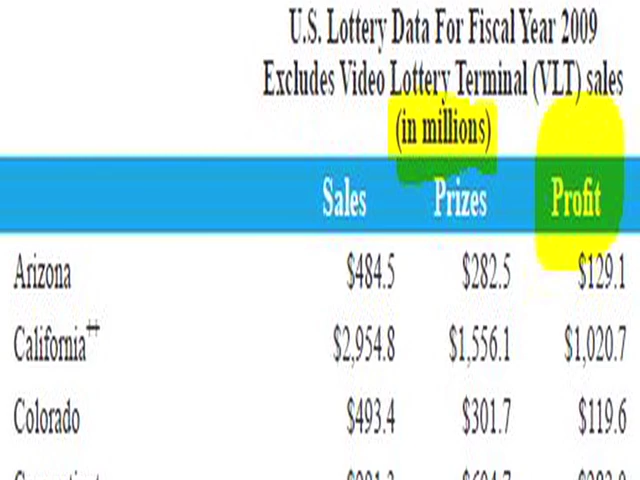 U.S. Lottery Data For Fiscal Year 2009
Excludes Video Lottery Terminal (VLT) sales
(in millions)
Sales Prizes Profit
Arizona $484.5 $282.5 $129.1
California‡‡ $2,954.8 $1,556.1 $1,020.7
Colorado $493.4 $301.7 $119.6